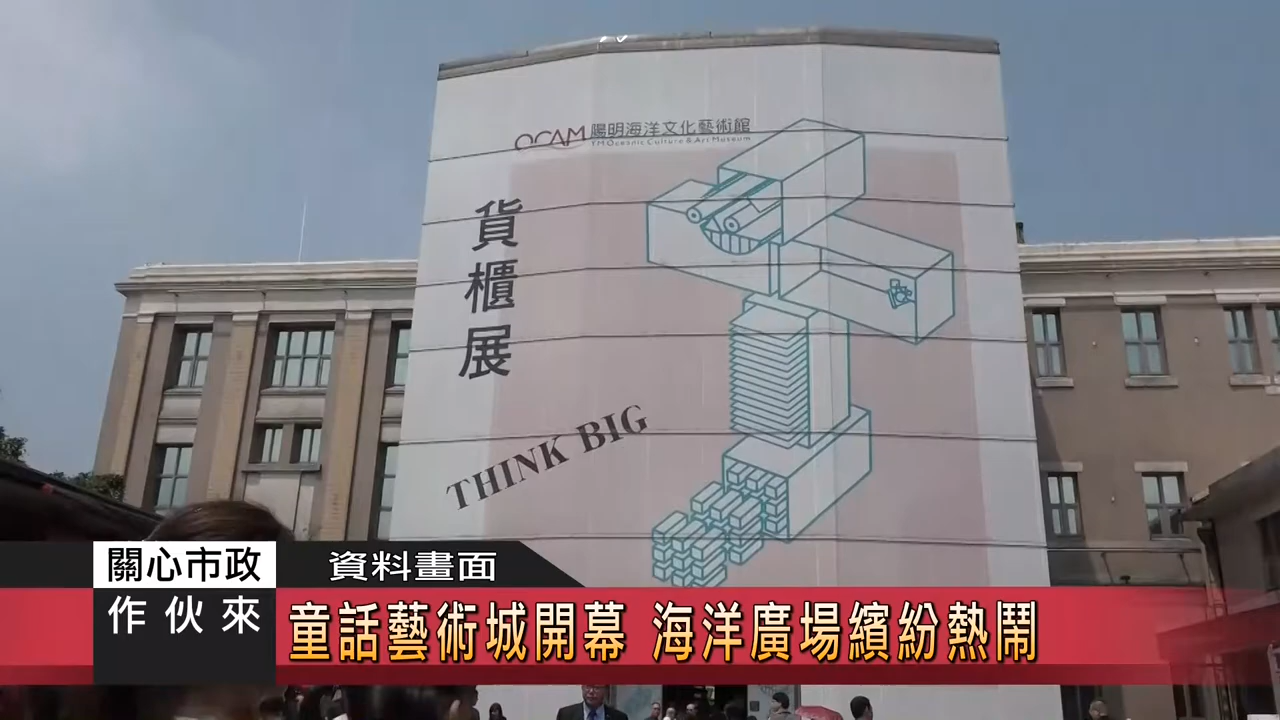 OCAM 陽明海洋文化藝術館
YM Oceanic Culture & Art Museum
貨櫃展
THINK BIG
關心市政
資料畫面
作伙來
童話藝術城開幕 海洋廣場繽紛熱鬧